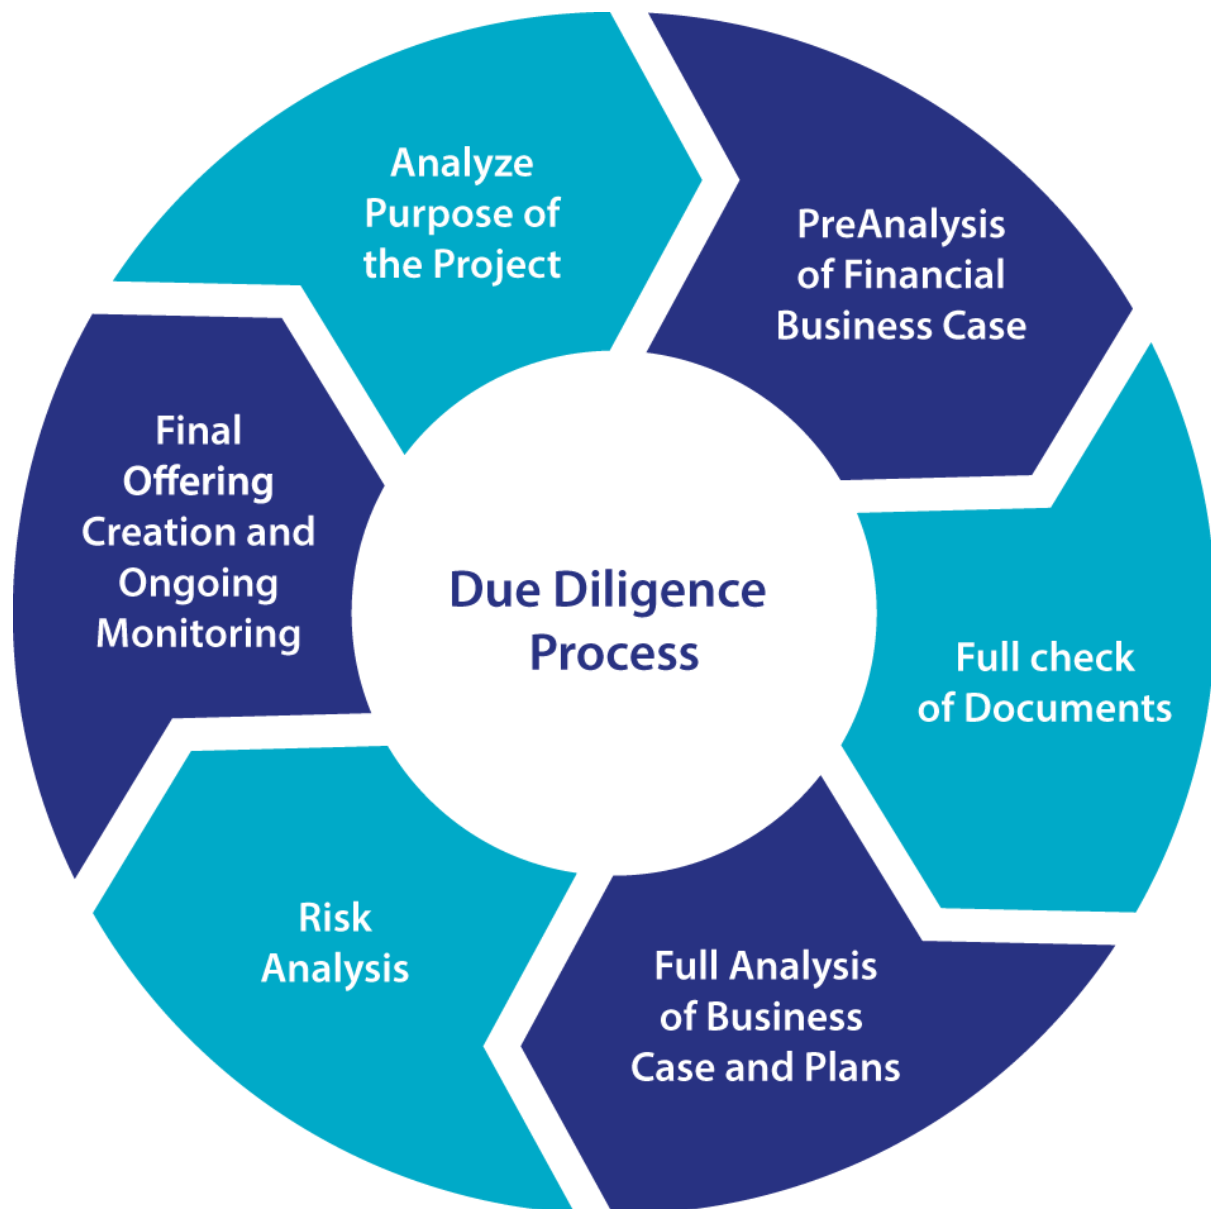 Analyze
Purpose of
the Project
PreAnalysis
of Financial
Business Case
Full check
of Documents
Full Analysis
of Business
Case and Plans
Risk
Analysis
Final
Offering
Creation and
Ongoing
Monitoring
Due Diligence
Process